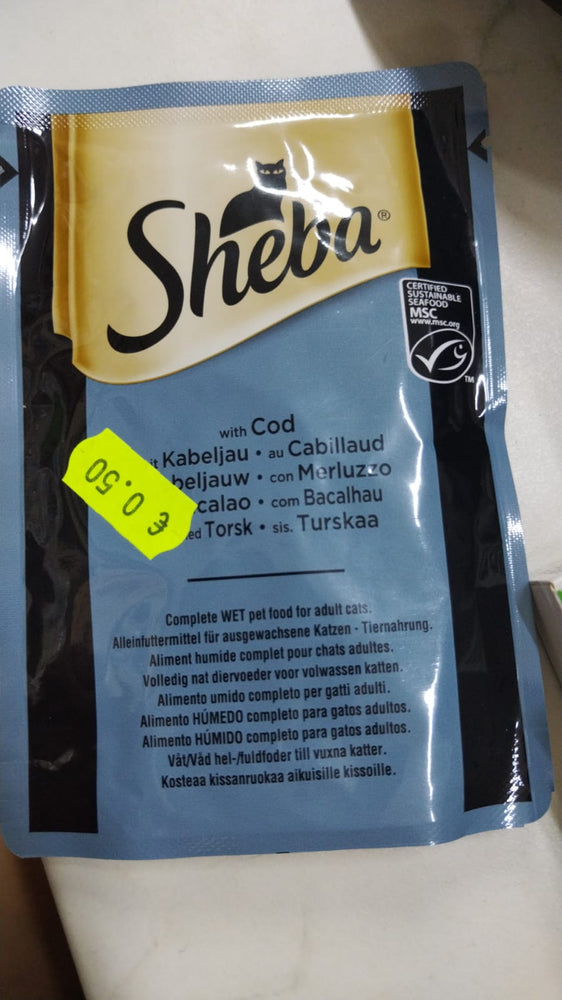 Sheba®
CERTIFIED
SUSTAINABLE
SEAFOOD
MSC
www.msc.org
TM
with Cod
Kabeljau • au Cabillaud
beljauw • con Merluzzo
calao • com Bacalhau
ed Torsk • sis. Turskaa
€ 0.50
Complete WET pet food for adult cats.
Alleinfuttermittel für ausgewachsene Katzen - Tiernahrung.
Aliment humide complet pour chats adultes.
Volledig nat diervoeder voor volwassen katten.
Alimento umido completo per gatti adulti.
Alimento HÚMEDO completo para gatos adultos.
Alimento HÚMIDO completo para gatos adultos.
Våt/Våd hel-/fuldfoder till vuxna katter.
Kosteaa kissanruokaa aikuisille kissoille.